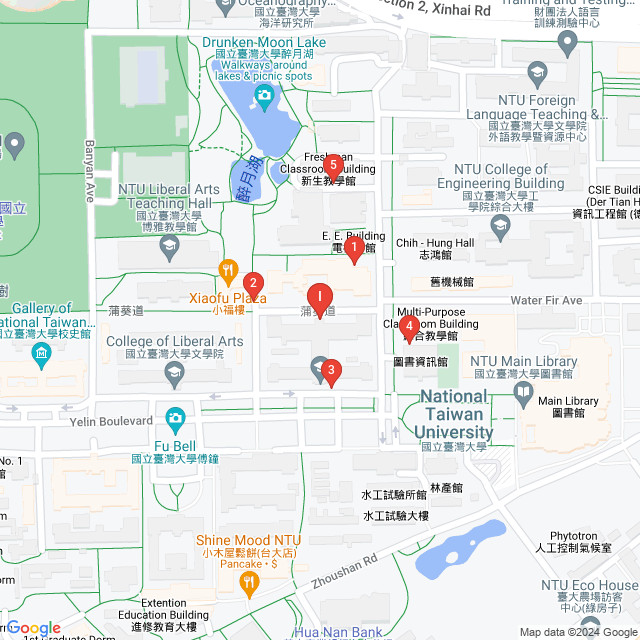 Oceanography
國立臺灣大學
海洋研究所
Section 2, Xinhai Rd
Training and Testing...
財團法人語言
訓練測驗中心
Drunken Moon Lake
國立臺灣大學醉月湖
Walkways around
lakes & picnic spots
NTU Foreign
Language Teaching &...
國立臺灣大學文學院
外語教學暨資源中心
Banyan Ave
醉月湖
5
Freshman
Classroom Building
新生教學館
NTU College of
Engineering Building
國立臺灣大學工
學院綜合大樓
CSIE Building
(Der Tian H
資訊工程館 (德
NTU Liberal Arts
Teaching Hall
國立臺灣大學
博雅教學館
國立
E. E. Building
1
Chih - Hung Hall
志鴻館
舊機械館
2
Xiaofu Plaza
小福樓
I
Water Fir Ave
蒲葵道
Gallery of
National Taiwan...
國立臺灣大學校史館
Multi-Purpose
Classroom Building
4
圖書資訊館
College of Liberal Arts
國立臺灣大學文學院
3
NTU Main Library
國立臺灣大學圖書館
Main Library
圖書館
National
Taiwan
University
國立臺灣大學
Yelin Boulevard
Fu Bell
國立臺灣大學傅鐘
No. 1
舍
水工試驗所館
林產館
水工試驗大樓
Shine Mood NTU
小木屋鬆餅(台大店)
Pancake • $
Zhoushan Rd
Phytotron
人工控制氣候室
NTU Eco House
臺大農場訪客
中心(綠房子)
Extention
Education Building
進修教育大樓
1st Graduate Dorm
Hua Nan Bank
Google
Map data ©2024 Google